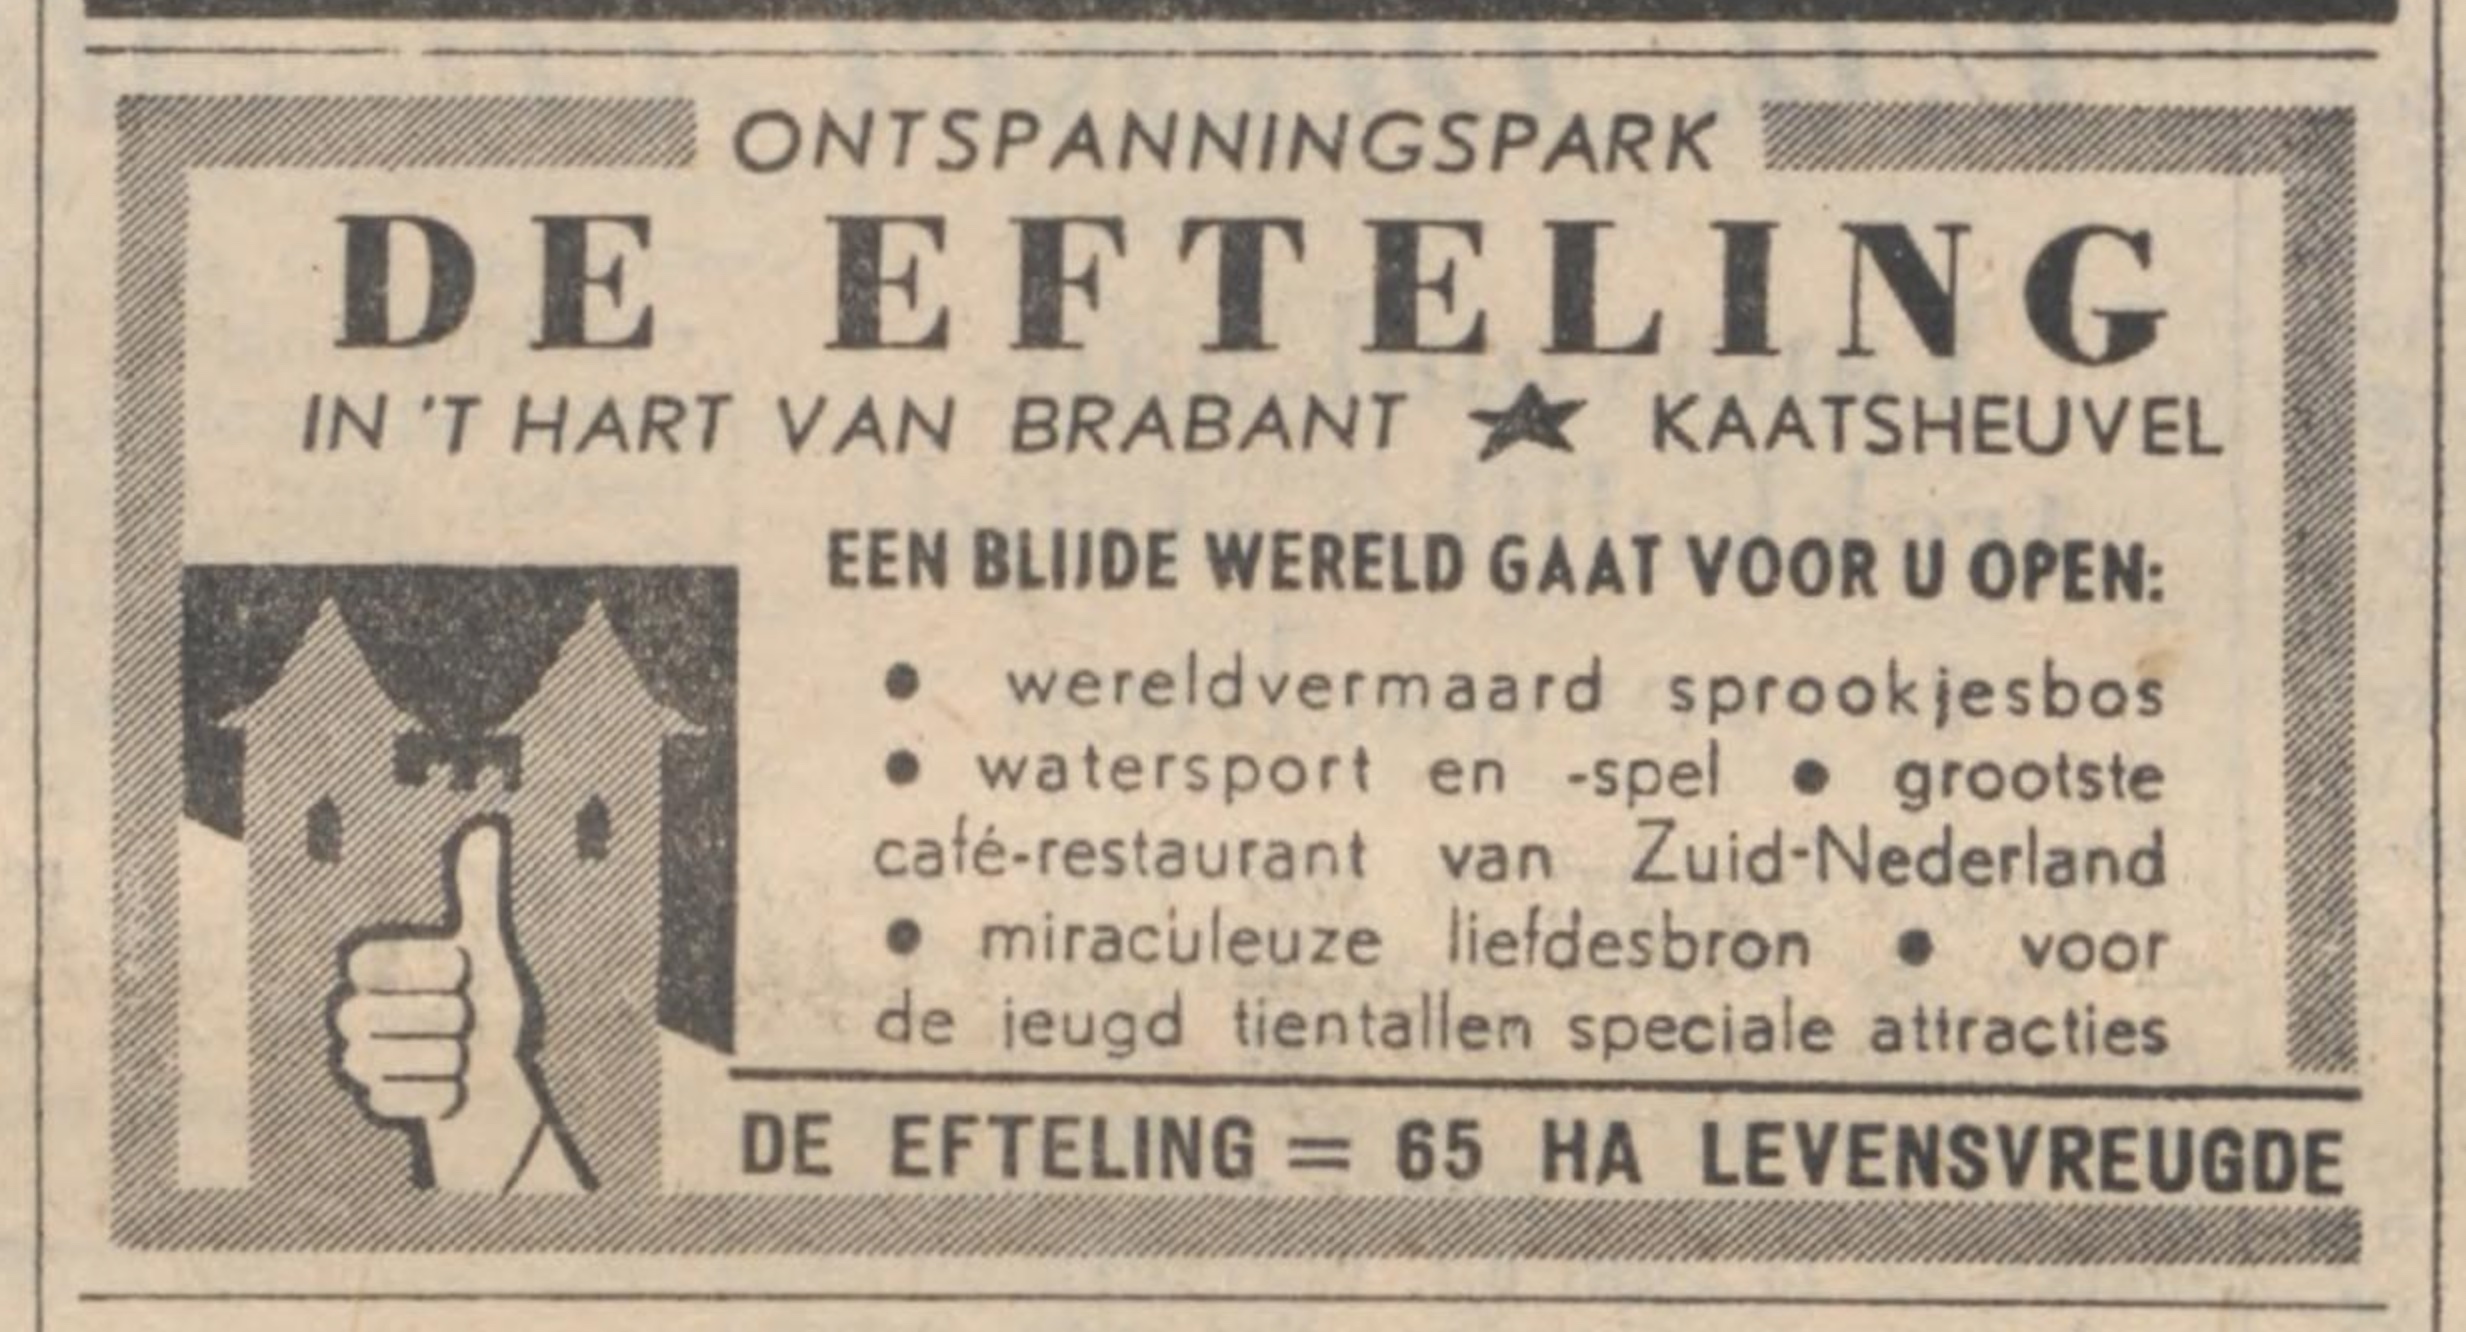 ONTSPANNINGSPARK
DE EFTELING
IN 'T HART VAN BRABANT ★ KAATSHEUVEL
EEN BLIJDE WERELD GAAT VOOR U OPEN:
● wereldvermaard sprookjesbos
● watersport en -spel ● grootste
café-restaurant van Zuid-Nederland
● miraculeuze liefdesbron ● voor
de jeugd tientallen speciale attracties
DE EFTELING = 65 HA LEVENSVREUGDE